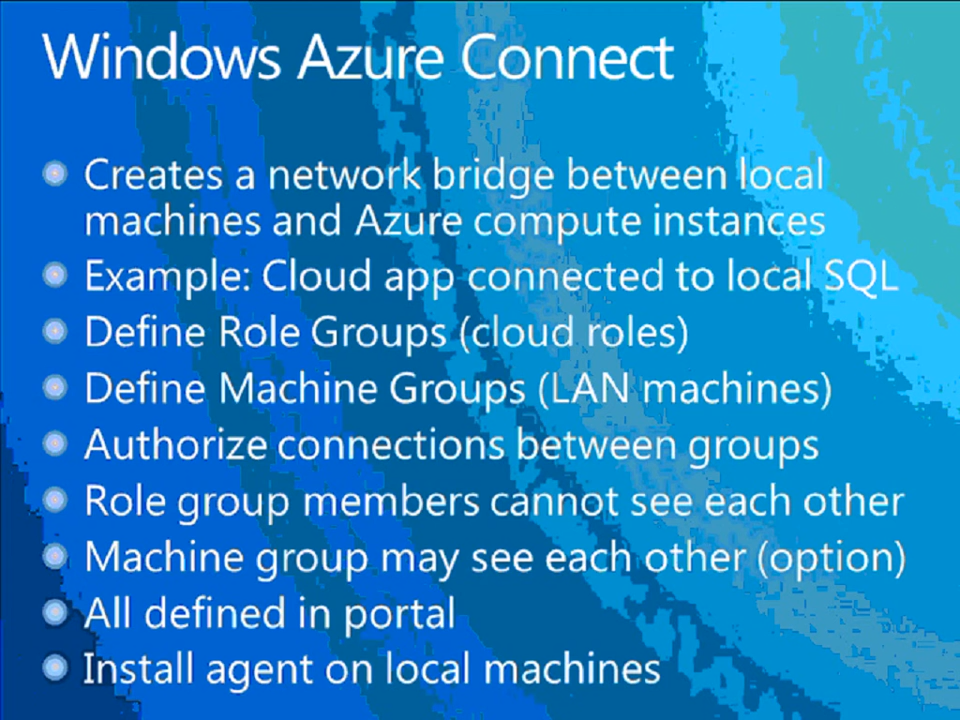 Windows Azure Connect
Creates a network bridge between local
machines and Azure compute instances
Example: Cloud app connected to local SQL
Define Role Groups (cloud roles)
Define Machine Groups (LAN machines)
Authorize connections between groups
Role group members cannot see each other
Machine group may see each other (option)
All defined in portal
Install agent on local machines